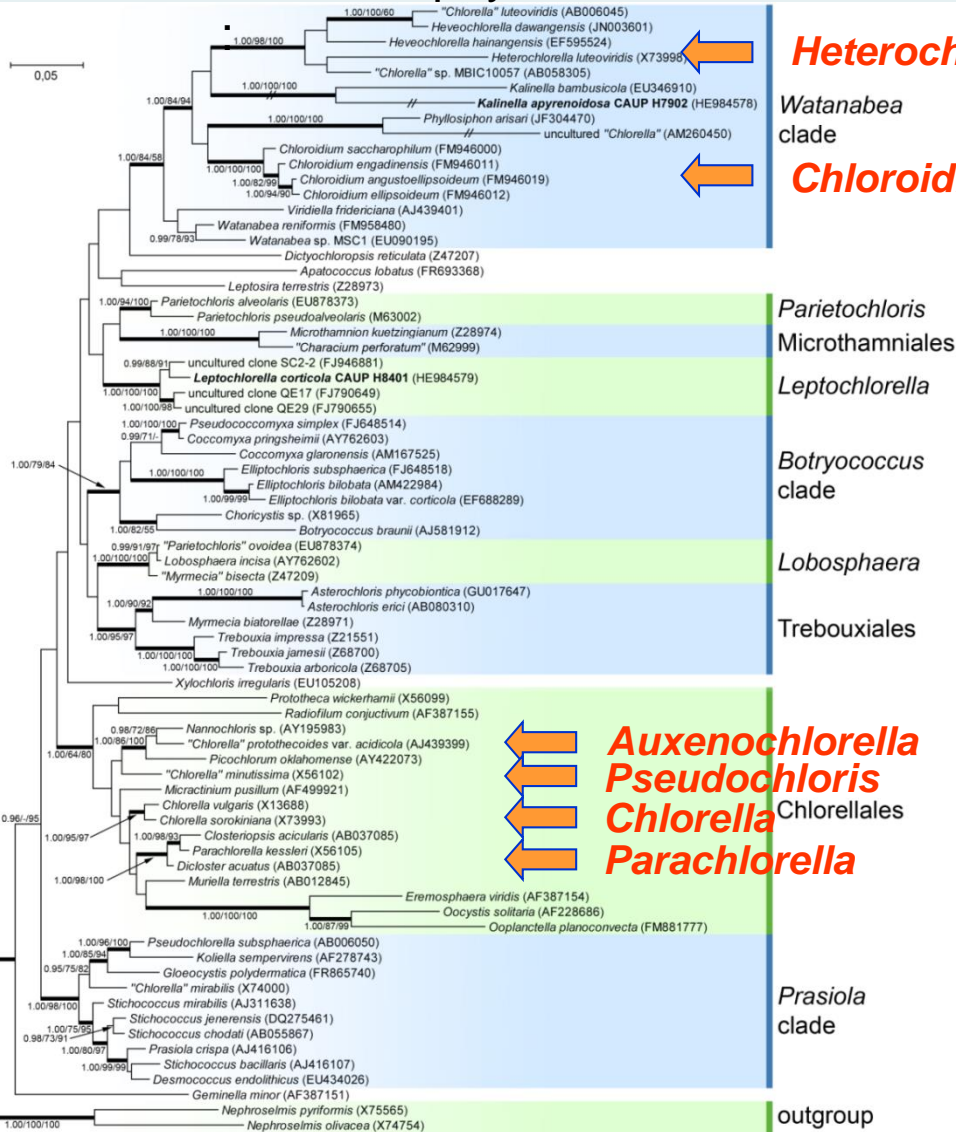 1.00/100/60
"Chlorella" luteoviridis (AB006045)
Heveochlorella dawangensis (JN003601)
1.00/98/100
Heveochlorella hainangensis (EF595524)
Heterochlorella luteoviridis (X73998)
Heteroch
0,05
"Chlorella" sp. MBIC10057 (AB058305)
1.00/100/100
Kalinella bambusicola (EU346910)
1.00/84/94
Kalinella apyrenoidosa CAUP H7902 (HE984578)
Watanabea
clade
1.00/100/100
Phyllosiphon arisari (JF304470)
uncultured "Chlorella" (AM260450)
Chloroidium saccharophilum (FM946000)
1.00/84/58
1.00/100/100
Chloroidium engadinensis (FM946011)
1.00/82/99
Chloroidium angustoellipsoideum (FM946019)
Chloroid
1.00/94/90
Chloroidium ellipsoideum (FM946012)
Viridiella fridericiana (AJ439401)
Watanabea reniformis (FM958480)
0.99/78/93
Watanabea sp. MSC1 (EU090195)
Dictyochloropsis reticulata (Z47207)
Apatococcus lobatus (FR693368)
Leptosira terrestris (Z28973)
1.00/94/100
Parietochloris alveolaris (EU878373)
Parietochloris pseudoalveolaris (M63002)
Parietochloris
1.00/100/100
Microthamnion kuetzingianum (Z28974)
"Characium perforatum" (M62999)
Microthamniales
0.99/88/91
uncultured clone SC2-2 (FJ946881)
Leptochlorella corticola CAUP H8401 (HE984579)
Leptochlorella
1.00/100/100
uncultured clone QE17 (FJ790649)
1.00/100/98
uncultured clone QE29 (FJ790655)
1.00/100/100
Pseudococcomyxa simplex (FJ648514)
0.99/71/-
Coccomyxa pringsheimii (AY762603)
Coccomyxa glaronensis (AM167525)
1.00/79/84
1.00/100/100
Elliptochloris subsphaerica (FJ648518)
Elliptochloris bilobata (AM422984)
1.00/99/99
Elliptochloris bilobata var. corticola (EF688289)
Botryococcus
clade
Choricystis sp. (X81965)
1.00/82/55
Botryococcus braunii (AJ581912)
0.99/91/97
"Parietochloris" ovoidea (EU878374)
1.00/100/100
Lobosphaera incisa (AY762602)
"Myrmecia" bisecta (Z47209)
Lobosphaera
1.00/100/100
Asterochloris phycobiontica (GU017647)
1.00/90/92
Asterochloris erici (AB080310)
Myrmecia biatorellae (Z28971)
1.00/95/97
Trebouxia impressa (Z21551)
1.00/100/100
Trebouxia jamesii (Z68700)
1.00/100/100
Trebouxia arboricola (Z68705)
Trebouxiales
Xylochloris irregularis (EU105208)
Prototheca wickerhamii (X56099)
Radiofilum conjuctivum (AF387155)
0.98/72/86
Nannochloris sp. (AY195983)
1.00/86/100
"Chlorella" protothecoides var. acidicola (AJ439399)
Auxenochlorella
1.00/64/80
Picochlorum oklahomense (AY422073)
"Chlorella" minutissima (X56102)
Pseudochloris
Micractinium pusillum (AF499921)
Chlorella vulgaris (X13688)
Chlorella
Chlorellales
0.96/-/95
Chlorella sorokiniana (X73993)
1.00/95/97
1.00/98/93
Closteriopsis acicularis (AB037085)
Parachlorella kessleri (X56105)
Parachlorella
Dicloster acuatus (AB037085)
1.00/98/100
Muriella terrestris (AB012845)
Eremosphaera viridis (AF387154)
1.00/100/100
Oocystis solitaria (AF228686)
1.00/87/99
Ooplanctella planoconvecta (FM881777)
1.00/96/100
Pseudochlorella subsphaerica (AB006050)
1.00/85/94
Koliella sempervirens (AF278743)
0.95/75/82
Gloeocystis polydermatica (FR865740)
"Chlorella" mirabilis (X74000)
1.00/98/100
Stichococcus mirabilis (AJ311638)
Prasiola
clade
1.00/75/95
Stichococcus jenerensis (DQ275461)
0.98/73/91
Stichococcus chodati (AB055867)
1.00/80/97
Prasiola crispa (AJ416106)
1.00/99/99
Stichococcus bacillaris (AJ416107)
Desmococcus endolithicus (EU434026)
Geminella minor (AF387151)
Nephroselmis pyriformis (X75565)
outgroup
1.00/100/100
Nephroselmis olivacea (X74754)